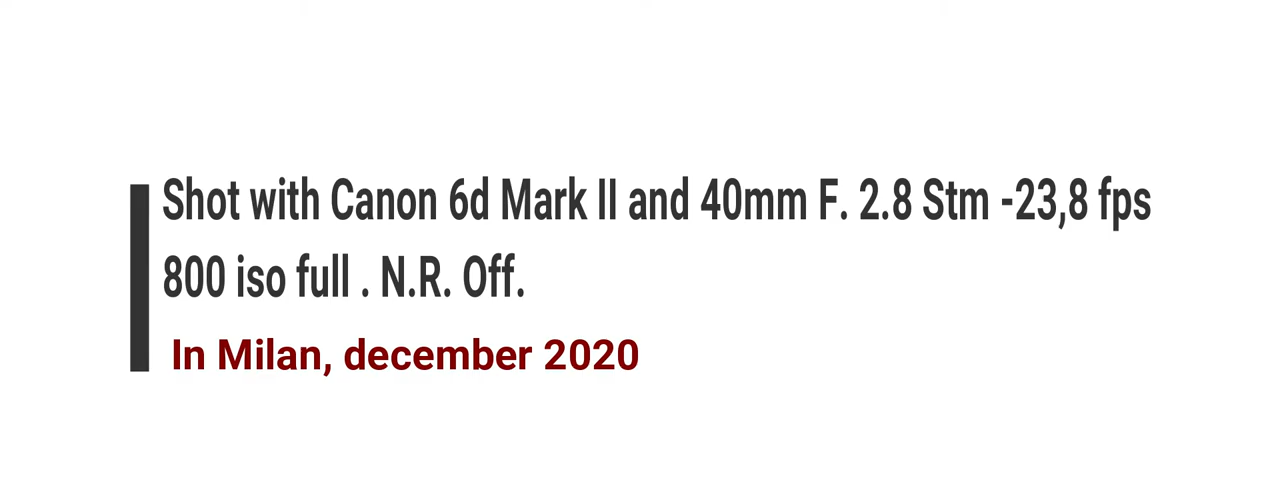 Shot with Canon 6d Mark II and 40mm F. 2.8 Stm -23,8 fps
800 iso full . N.R. Off.
In Milan, december 2020